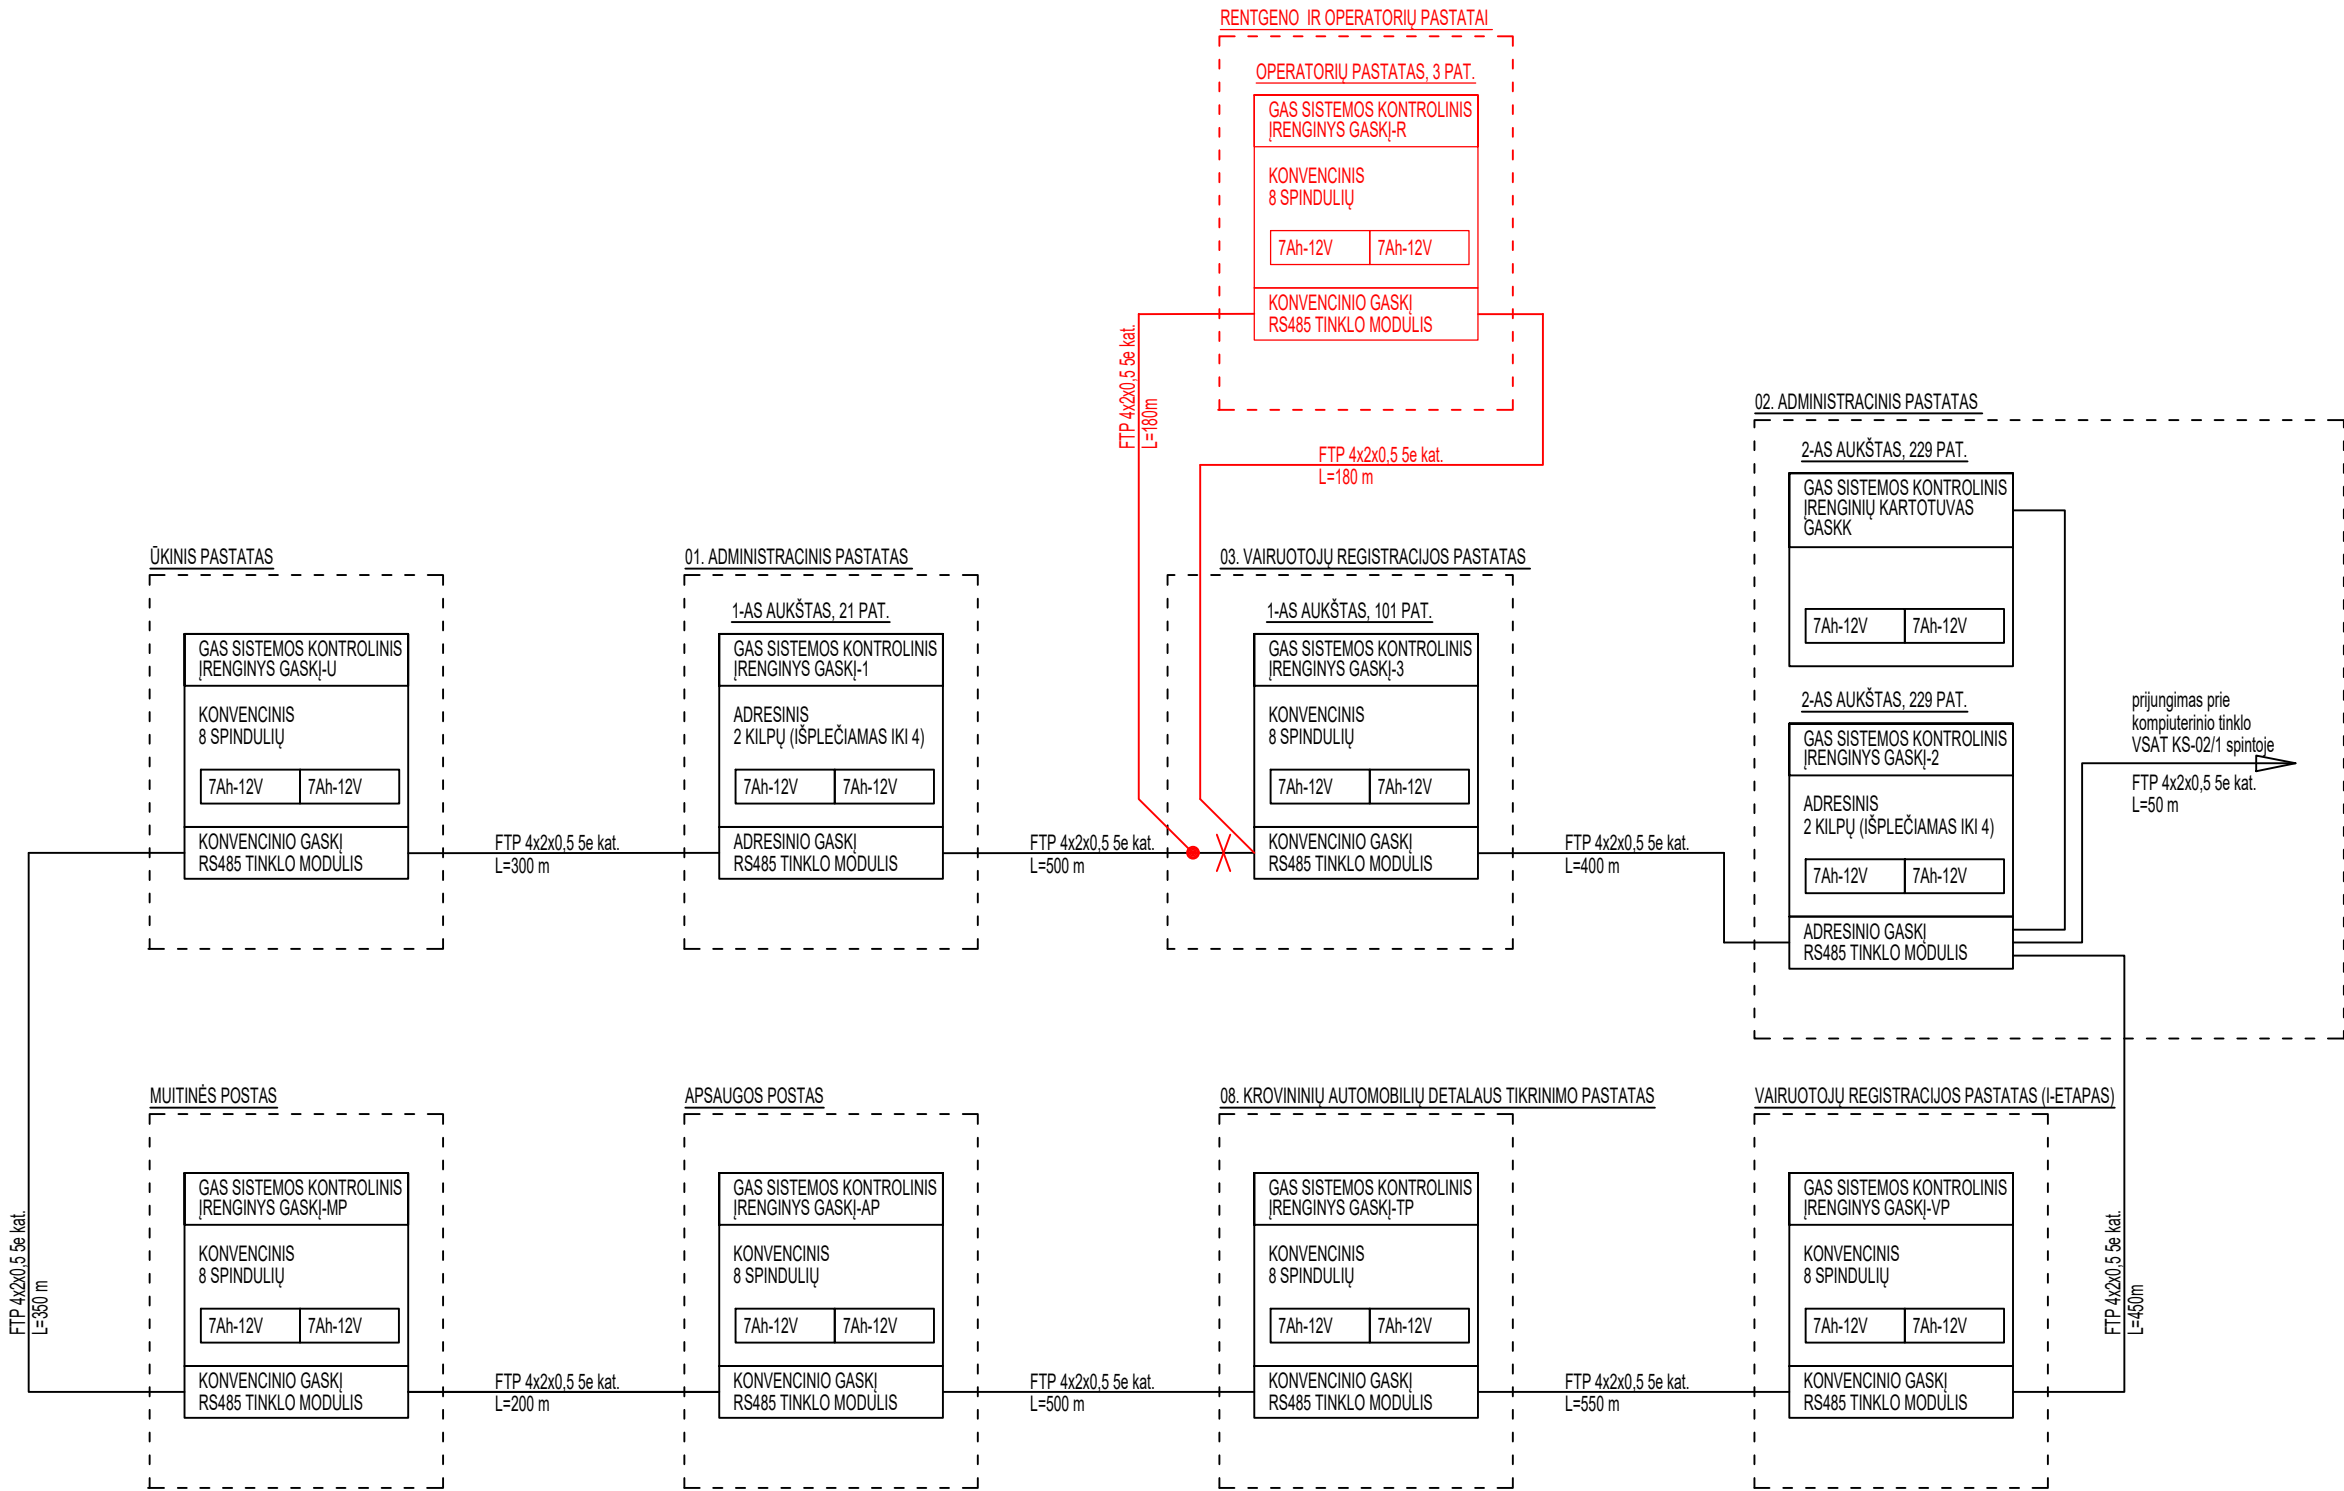 RENTGENO IR OPERATORIŲ PASTATAI
OPERATORIŲ PASTATAS, 3 PAT.
GAS SISTEMOS KONTROLINIS
ĮRENGINYS GASKĮ-R
KONVENCINIS
8 SPINDULIŲ
7Ah-12V
7Ah-12V
KONVENCINIO GASKĮ
RS485 TINKLO MODULIS
FTP 4x2x0,5 5e kat.
L=180m
FTP 4x2x0,5 5e kat.
L=180 m
02. ADMINISTRACINIS PASTATAS
2-AS AUKŠTAS, 229 PAT.
GAS SISTEMOS KONTROLINIS
ĮRENGINIŲ KARTOTUVAS
GASKK
7Ah-12V
7Ah-12V
2-AS AUKŠTAS, 229 PAT.
GAS SISTEMOS KONTROLINIS
ĮRENGINYS GASKĮ-2
ADRESINIS
2 KILPŲ (IŠPLEČIAMAS IKI 4)
7Ah-12V
7Ah-12V
ADRESINIO GASKĮ
RS485 TINKLO MODULIS
prijungimas prie
kompiuterinio tinklo
VSAT KS-02/1 spintoje
FTP 4x2x0,5 5e kat.
L=50 m
ŪKINIS PASTATAS
GAS SISTEMOS KONTROLINIS
ĮRENGINYS GASKĮ-U
KONVENCINIS
8 SPINDULIŲ
7Ah-12V
7Ah-12V
KONVENCINIO GASKĮ
RS485 TINKLO MODULIS
FTP 4x2x0,5 5e kat.
L=300 m
01. ADMINISTRACINIS PASTATAS
1-AS AUKŠTAS, 21 PAT.
GAS SISTEMOS KONTROLINIS
ĮRENGINYS GASKĮ-1
ADRESINIS
2 KILPŲ (IŠPLEČIAMAS IKI 4)
7Ah-12V
7Ah-12V
ADRESINIO GASKĮ
RS485 TINKLO MODULIS
FTP 4x2x0,5 5e kat.
L=500 m
03. VAIRUOTOJŲ REGISTRACIJOS PASTATAS
1-AS AUKŠTAS, 101 PAT.
GAS SISTEMOS KONTROLINIS
ĮRENGINYS GASKĮ-3
KONVENCINIS
8 SPINDULIŲ
7Ah-12V
7Ah-12V
KONVENCINIO GASKĮ
RS485 TINKLO MODULIS
FTP 4x2x0,5 5e kat.
L=400 m
FTP 4x2x0,5 5e kat.
L=350 m
MUITINĖS POSTAS
GAS SISTEMOS KONTROLINIS
ĮRENGINYS GASKĮ-MP
KONVENCINIS
8 SPINDULIŲ
7Ah-12V
7Ah-12V
KONVENCINIO GASKĮ
RS485 TINKLO MODULIS
FTP 4x2x0,5 5e kat.
L=200 m
APSAUGOS POSTAS
GAS SISTEMOS KONTROLINIS
ĮRENGINYS GASKĮ-AP
KONVENCINIS
8 SPINDULIŲ
7Ah-12V
7Ah-12V
KONVENCINIO GASKĮ
RS485 TINKLO MODULIS
FTP 4x2x0,5 5e kat.
L=500 m
08. KROVININIŲ AUTOMOBILIŲ DETALAUS TIKRINIMO PASTATAS
GAS SISTEMOS KONTROLINIS
ĮRENGINYS GASKĮ-TP
KONVENCINIS
8 SPINDULIŲ
7Ah-12V
7Ah-12V
KONVENCINIO GASKĮ
RS485 TINKLO MODULIS
FTP 4x2x0,5 5e kat.
L=550 m
VAIRUOTOJŲ REGISTRACIJOS PASTATAS (I-ETAPAS)
GAS SISTEMOS KONTROLINIS
ĮRENGINYS GASKĮ-VP
KONVENCINIS
8 SPINDULIŲ
7Ah-12V
7Ah-12V
KONVENCINIO GASKĮ
RS485 TINKLO MODULIS
FTP 4x2x0,5 5e kat.
L=450m